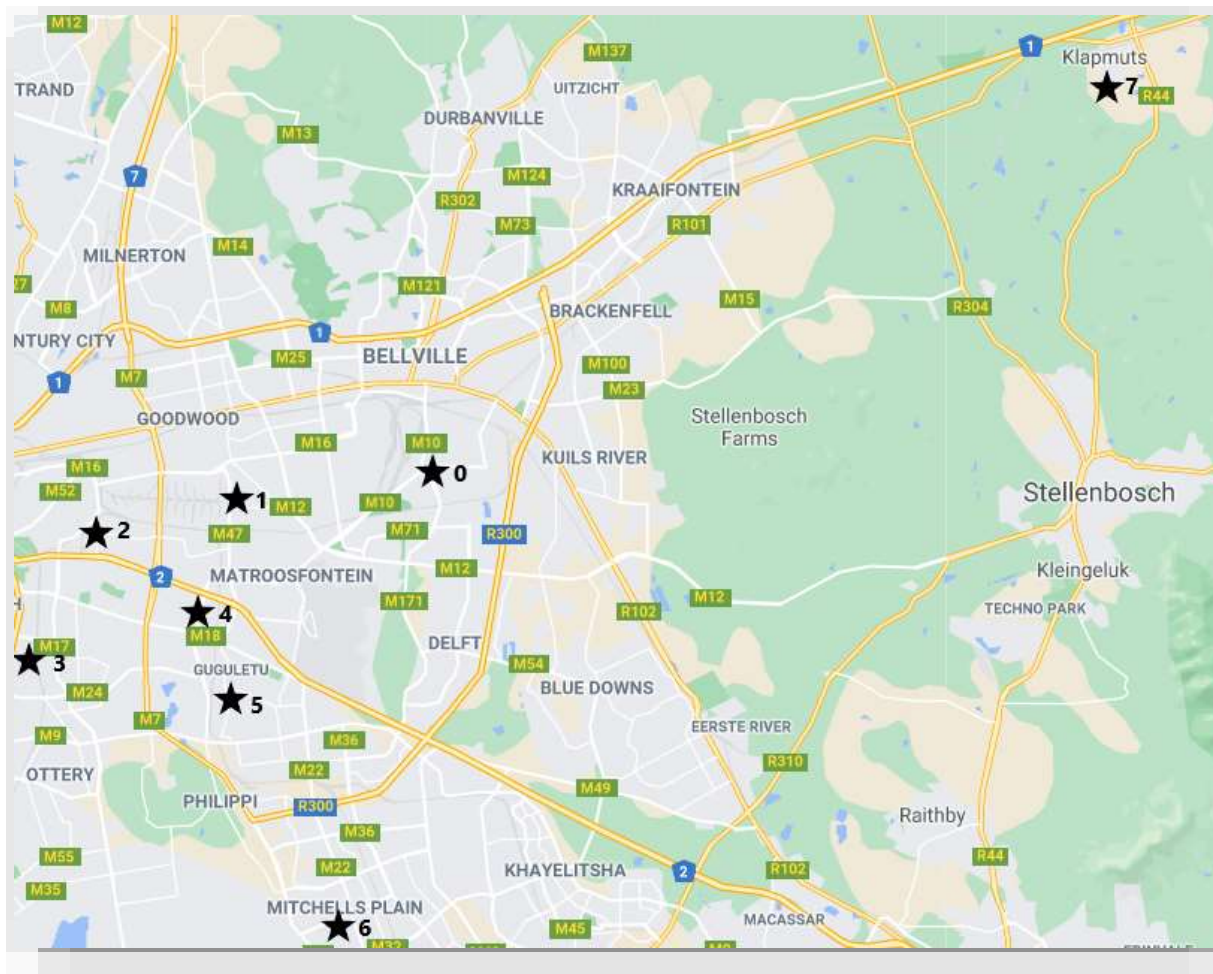 M12
M137
1
Klapmuts
7
R44
TRAND
UITZICHT
DURBANVILLE
M13
7
M124
KRAAIFONTEIN
R302
M73
R101
M14
MILNERTON
27
M121
M8
M15
R304
BRACKENFELL
1
NTURY CITY
M25
BELLVILLE
M100
M7
1
M23
GOODWOOD
Stellenbosch
Farms
M16
M10
KUILS RIVER
M16
0
M52
1
M12
M10
Stellenbosch
2
M47
M71
R300
2
MATROOSFONTEIN
M12
Kleingeluk
M171
M12
H
4
R102
TECHNO PARK
M18
DELFT
M17
3
GUGULETU
M54
M24
5
BLUE DOWNS
M7
EERSTE RIVER
M9
M36
R310
OTTERY
M22
M49
PHILIPPI
R300
Raithby
M36
M55
M22
KHAYELITSHA
2
R102
R44
M35
MITCHELLS PLAIN
6
M45
MACASSAR
M32